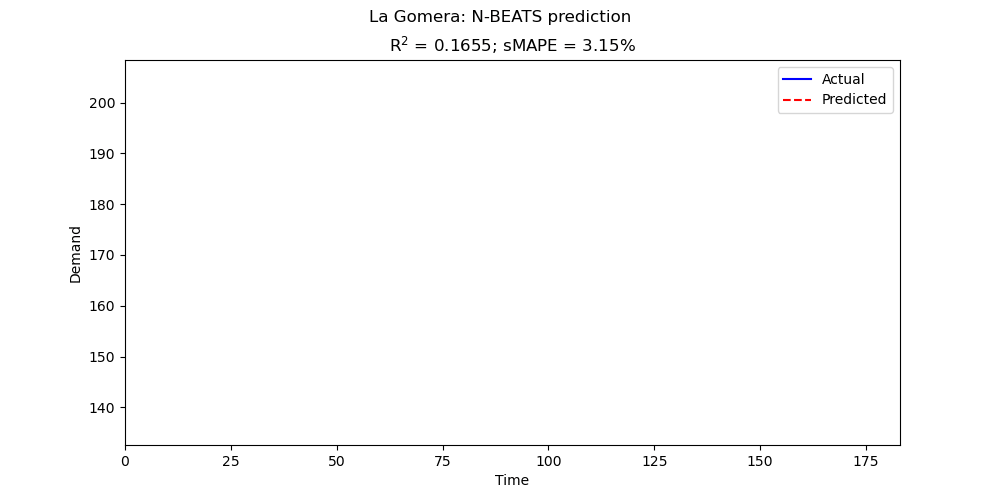 La Gomera: N-BEATS prediction
R² = 0.1655; sMAPE = 3.15%
Actual
Predicted
200
190
180
170
160
150
140
Demand
0 25 50 75 100 125 150 175
Time